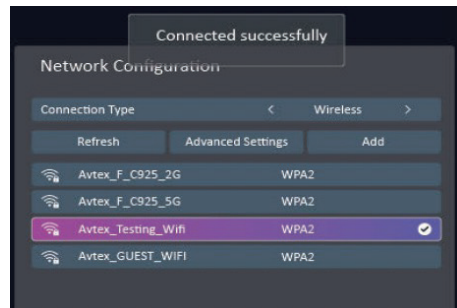 Connected successfully
Network Configuration
Connection Type < Wireless >
Refresh Advanced Settings Add
Avtex_F_C925_2G WPA2
Avtex_F_C925_5G WPA2
Avtex_Testing_Wifi WPA2
Avtex_GUEST_WIFI WPA2